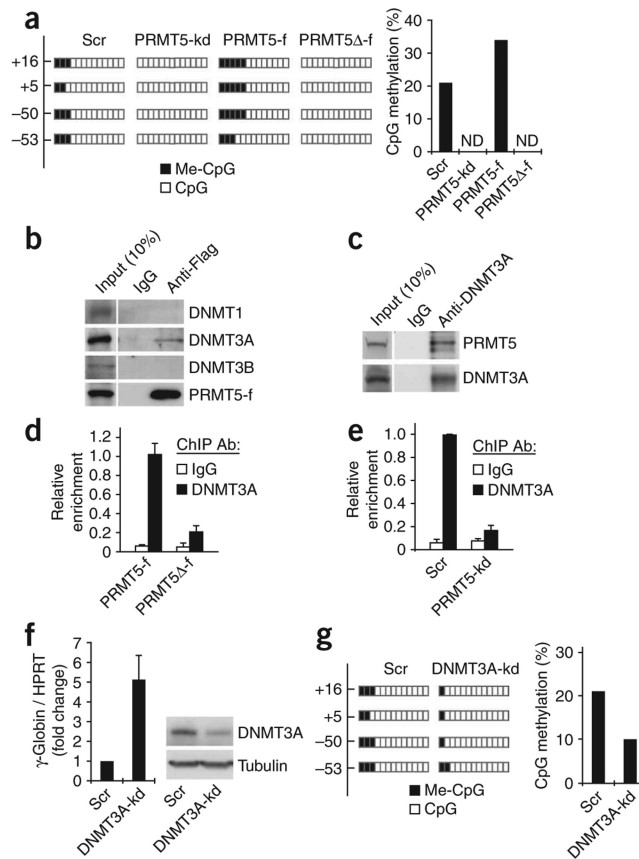 a
Scr PRMT5-kd PRMT5-f PRMT5Δ-f
+16
+5
–50
–53
Me-CpG
CpG
CpG methylation (%)
40
30
20
10
0
ND ND
Scr
PRMT5-kd
PRMT5-f
PRMT5Δ-f
b
Input (10%)
IgG
Anti-Flag
DNMT1
DNMT3A
DNMT3B
PRMT5-f
c
Input (10%)
IgG
Anti-DNMT3A
PRMT5
DNMT3A
d
Relative
enrichment
1.2
1.0
0.8
0.6
0.4
0.2
0
ChIP Ab:
IgG
DNMT3A
PRMT5-f
PRMT5Δ-f
e
Relative
enrichment
1.0
0.8
0.6
0.4
0.2
0
ChIP Ab:
IgG
DNMT3A
Scr
PRMT5-kd
f
γ-Globin / HPRT
(fold change)
7
6
5
4
3
2
1
0
Scr
DNMT3A-kd
DNMT3A
Tubulin
Scr
DNMT3A-kd
g
Scr DNMT3A-kd
+16
+5
–50
–53
Me-CpG
CpG
CpG methylation (%)
30
20
10
0
Scr
DNMT3A-kd